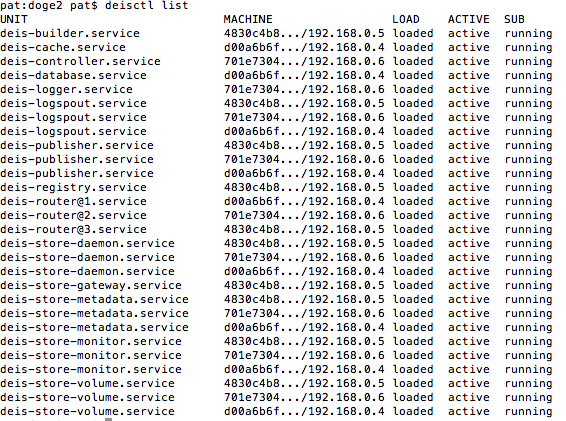 pat:doge2 pat$ deisctl list
UNIT MACHINE LOAD ACTIVE SUB
deis-builder.service 4830c4b8.../192.168.0.5 loaded active running
deis-cache.service d00a6b6f.../192.168.0.4 loaded active running
deis-controller.service 701e7304.../192.168.0.6 loaded active running
deis-database.service d00a6b6f.../192.168.0.4 loaded active running
deis-logger.service 701e7304.../192.168.0.6 loaded active running
deis-logspout.service 4830c4b8.../192.168.0.5 loaded active running
deis-logspout.service 701e7304.../192.168.0.6 loaded active running
deis-logspout.service d00a6b6f.../192.168.0.4 loaded active running
deis-publisher.service 4830c4b8.../192.168.0.5 loaded active running
deis-publisher.service 701e7304.../192.168.0.6 loaded active running
deis-publisher.service d00a6b6f.../192.168.0.4 loaded active running
deis-registry.service 4830c4b8.../192.168.0.5 loaded active running
deis-router@1.service d00a6b6f.../192.168.0.4 loaded active running
deis-router@2.service 701e7304.../192.168.0.6 loaded active running
deis-router@3.service 4830c4b8.../192.168.0.5 loaded active running
deis-store-daemon.service 4830c4b8.../192.168.0.5 loaded active running
deis-store-daemon.service 701e7304.../192.168.0.6 loaded active running
deis-store-daemon.service d00a6b6f.../192.168.0.4 loaded active running
deis-store-gateway.service 4830c4b8.../192.168.0.5 loaded active running
deis-store-metadata.service 4830c4b8.../192.168.0.5 loaded active running
deis-store-metadata.service 701e7304.../192.168.0.6 loaded active running
deis-store-metadata.service d00a6b6f.../192.168.0.4 loaded active running
deis-store-monitor.service 4830c4b8.../192.168.0.5 loaded active running
deis-store-monitor.service 701e7304.../192.168.0.6 loaded active running
deis-store-monitor.service d00a6b6f.../192.168.0.4 loaded active running
deis-store-volume.service 4830c4b8.../192.168.0.5 loaded active running
deis-store-volume.service 701e7304.../192.168.0.6 loaded active running
deis-store-volume.service d00a6b6f.../192.168.0.4 loaded active running